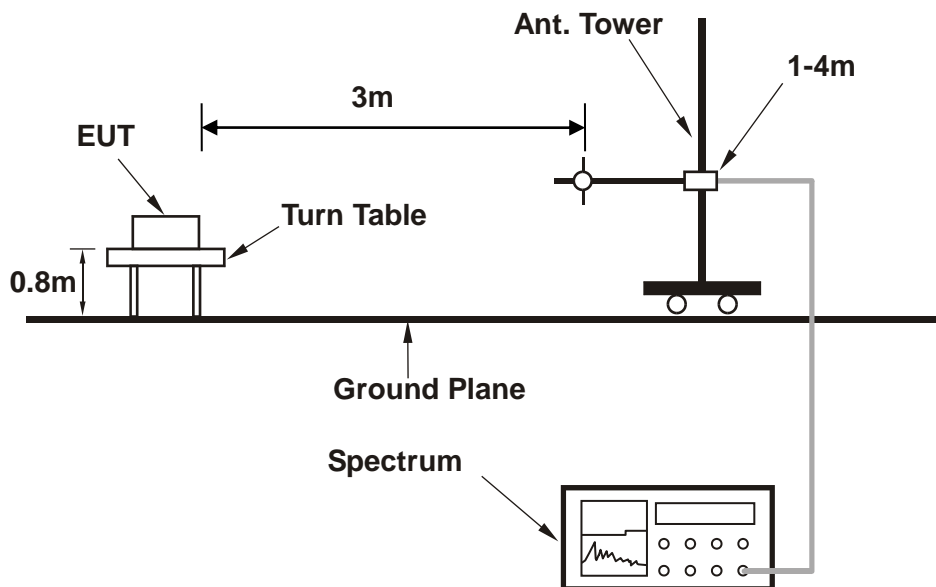 Ant. Tower
1-4m
3m
EUT
Turn Table
0.8m
Ground Plane
Spectrum